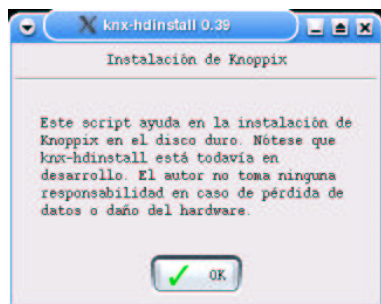 knx-hdinstall 0.39
Instalación de Knoppix
Este script ayuda en la instalación de
Knoppix en el disco duro. Nótese que
knx-hdinstall está todavía en
desarrollo. El autor no toma ninguna
responsabilidad en caso de pérdida de
datos o daño del hardware.
OK